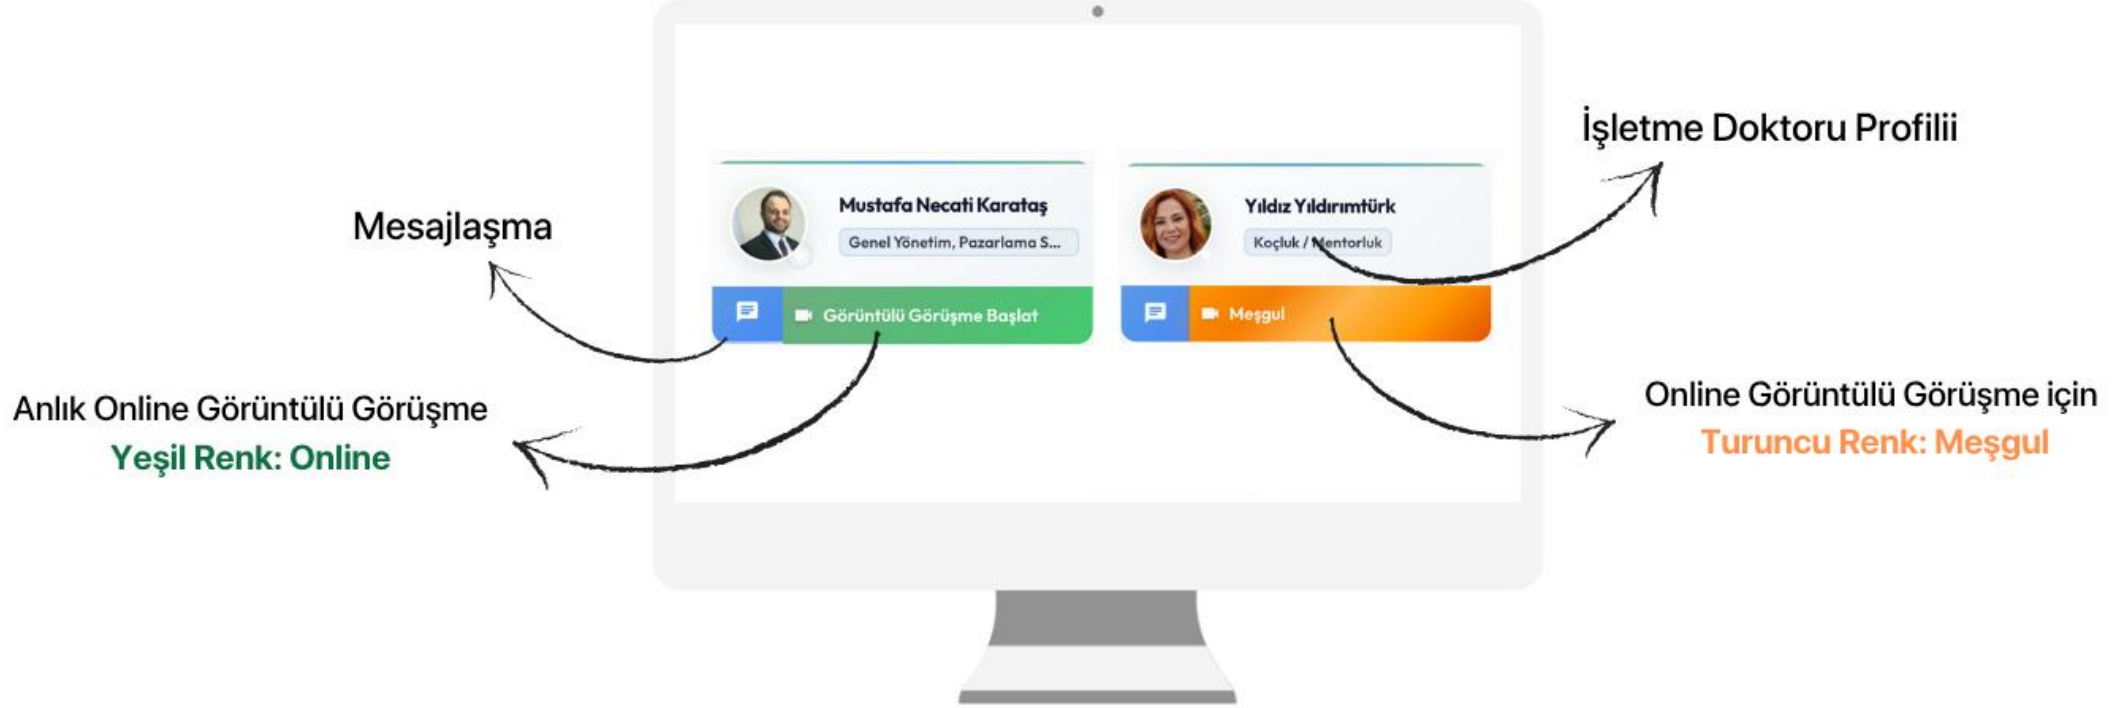 İşletme Doktoru Profilii
Mesajlaşma
Mustafa Necati Karataş
Genel Yönetim, Pazarlama S...
Görüntülü Görüşme Başlat
Yıldız Yıldırımtürk
Koçluk / Mentorluk
Meşgul
Anlık Online Görüntülü Görüşme
Yeşil Renk: Online
Online Görüntülü Görüşme için
Turuncu Renk: Meşgul